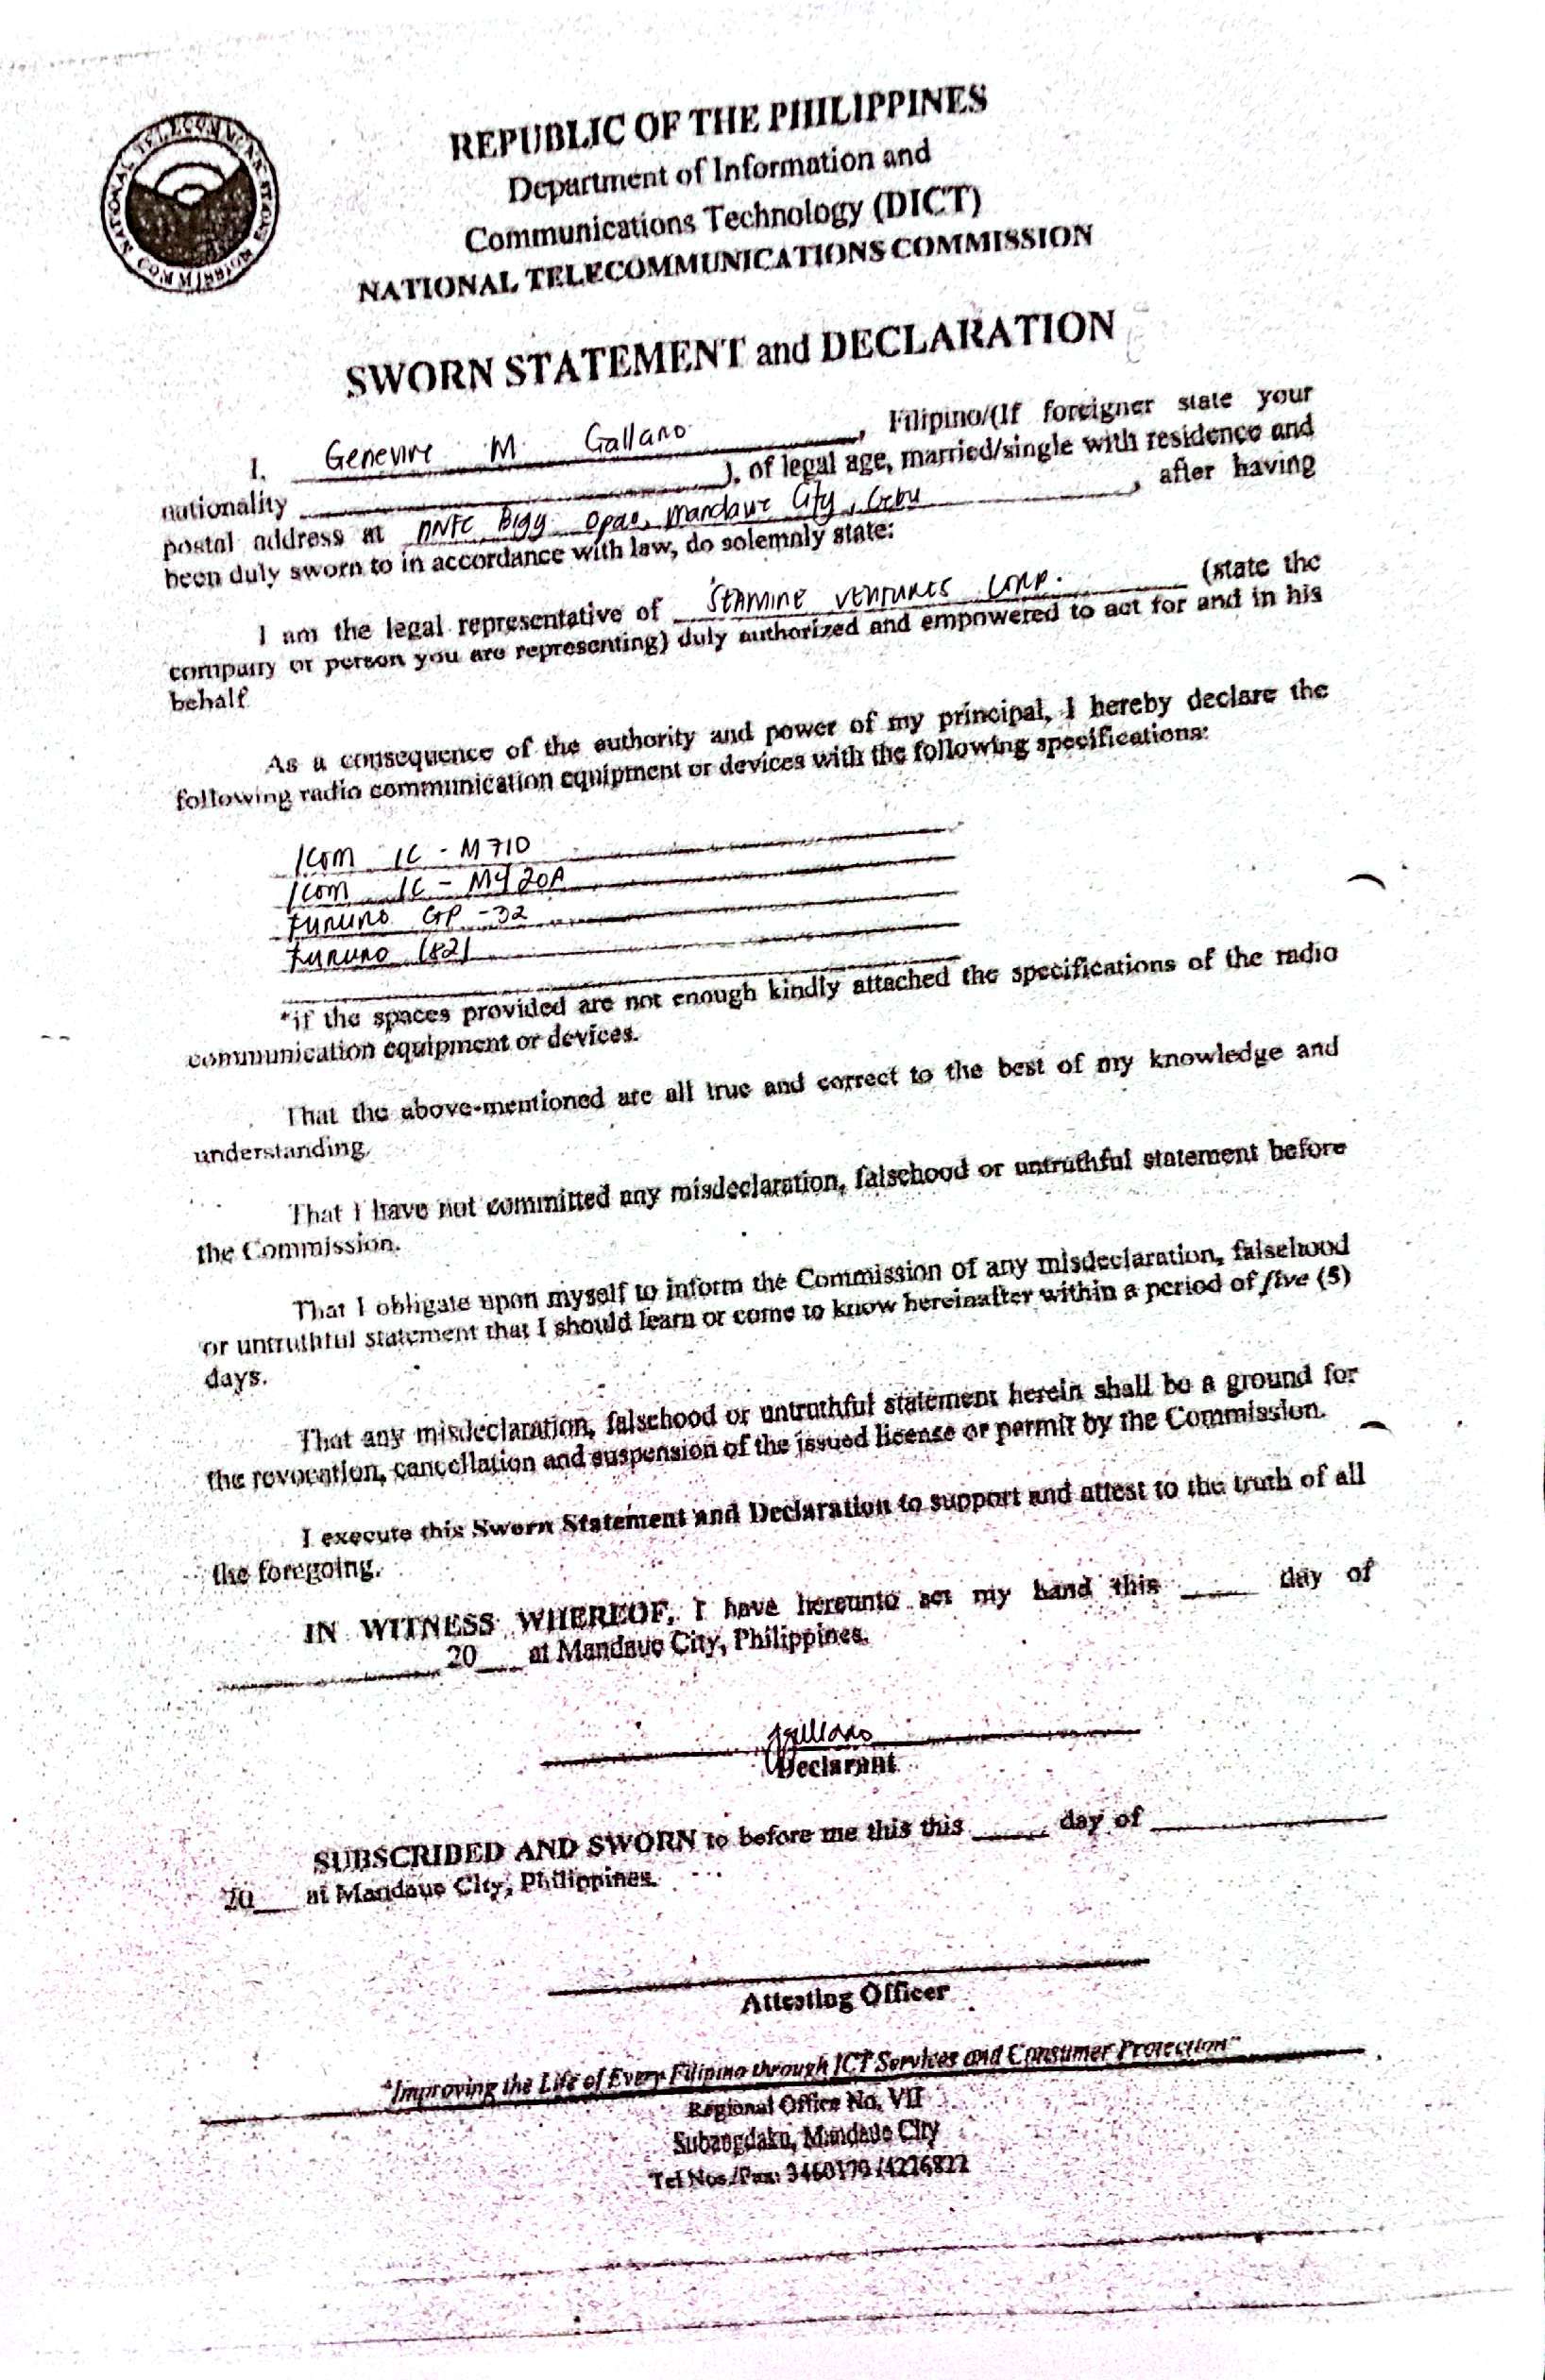 NATIONAL TELECOMMUNICATIONS COMMISSION
REPUBLIC OF THE PHILIPPINES
Department of Information and
Communications Technology (DICT)
NATIONAL TELECOMMUNICATIONS COMMISSION
SWORN STATEMENT and DECLARATION
I, Genevire M Gallano, Filipino/(If foreigner state your
nationality ), of legal age, married/single with residence and
postal address at Opao, Mandaue City, Cebu, after having
been duly sworn to in accordance with law, do solemnly state:
I am the legal representative of Starmine Ventures Corp. (state the
company or person you are representing) duly authorized and empowered to act for and in his
behalf
As a consequence of the authority and power of my principal, I hereby declare the
following radio communication equipment or devices with the following specifications:
Icom IC - M710
Icom IC - M420A
Furuno GP - 32
Furuno 1821
*if the spaces provided are not enough kindly attached the specifications of the radio
communication equipment or devices.
That the above-mentioned are all true and correct to the best of my knowledge and
understanding.
That I have not committed any misdeclaration, falsehood or untruthful statement before
the Commission.
That I obligate upon myself to inform the Commission of any misdeclaration, falsehood
or untruthful statement that I should learn or come to know hereinafter within a period of five (5)
days.
That any misdeclaration, falsehood or untruthful statement herein shall be a ground for
the revocation, cancellation and suspension of the issued license or permit by the Commission.
I execute this Sworn Statement and Declaration to support and attest to the truth of all
the foregoing.
IN WITNESS WHEREOF, I have hereunto set my hand this ____ day of
____ 20__ at Mandaue City, Philippines.
Declarant
SUBSCRIBED AND SWORN to before me this this ____ day of ____
20__ at Mandaue City, Philippines.
Attesting Officer
"Improving the Life of Every Filipino through ICT Services and Consumer Protection"
Regional Office No. VII
Subangdaku, Mandaue City
Tel Nos./Fax: 3460179 /4226822